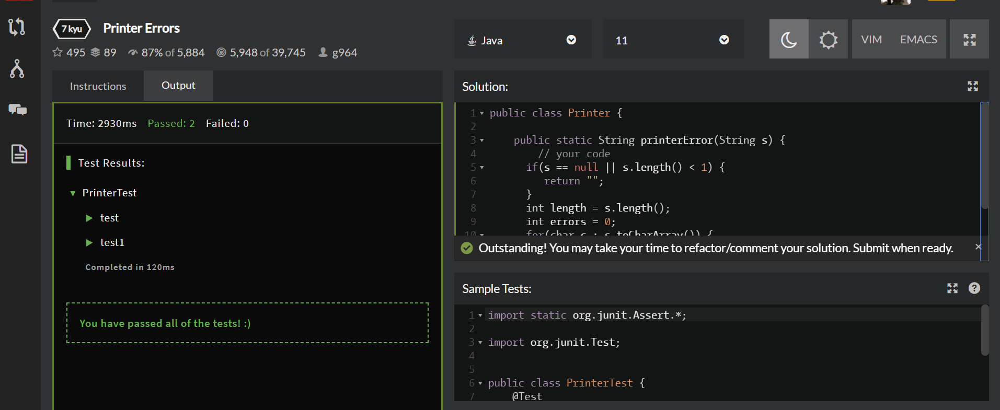 7 kyu Printer Errors
495 89 87% of 5,884 5,948 of 39,745 g964
Java 11 VIM EMACS
Instructions Output
Time: 2930ms Passed: 2 Failed: 0
Test Results:
PrinterTest
test
test1
Completed in 120ms
You have passed all of the tests! :)
Solution:
1 public class Printer {
2
3 public static String printerError(String s) {
4 // your code
5 if(s == null || s.length() < 1) {
6 return "";
7 }
8 int length = s.length();
9 int errors = 0;
10 for(char c : s.toCharArray()) {
Outstanding! You may take your time to refactor/comment your solution. Submit when ready. ×
Sample Tests: ?
1 import static org.junit.Assert.*;
2
3 import org.junit.Test;
4
5
6 public class PrinterTest {
7 @Test